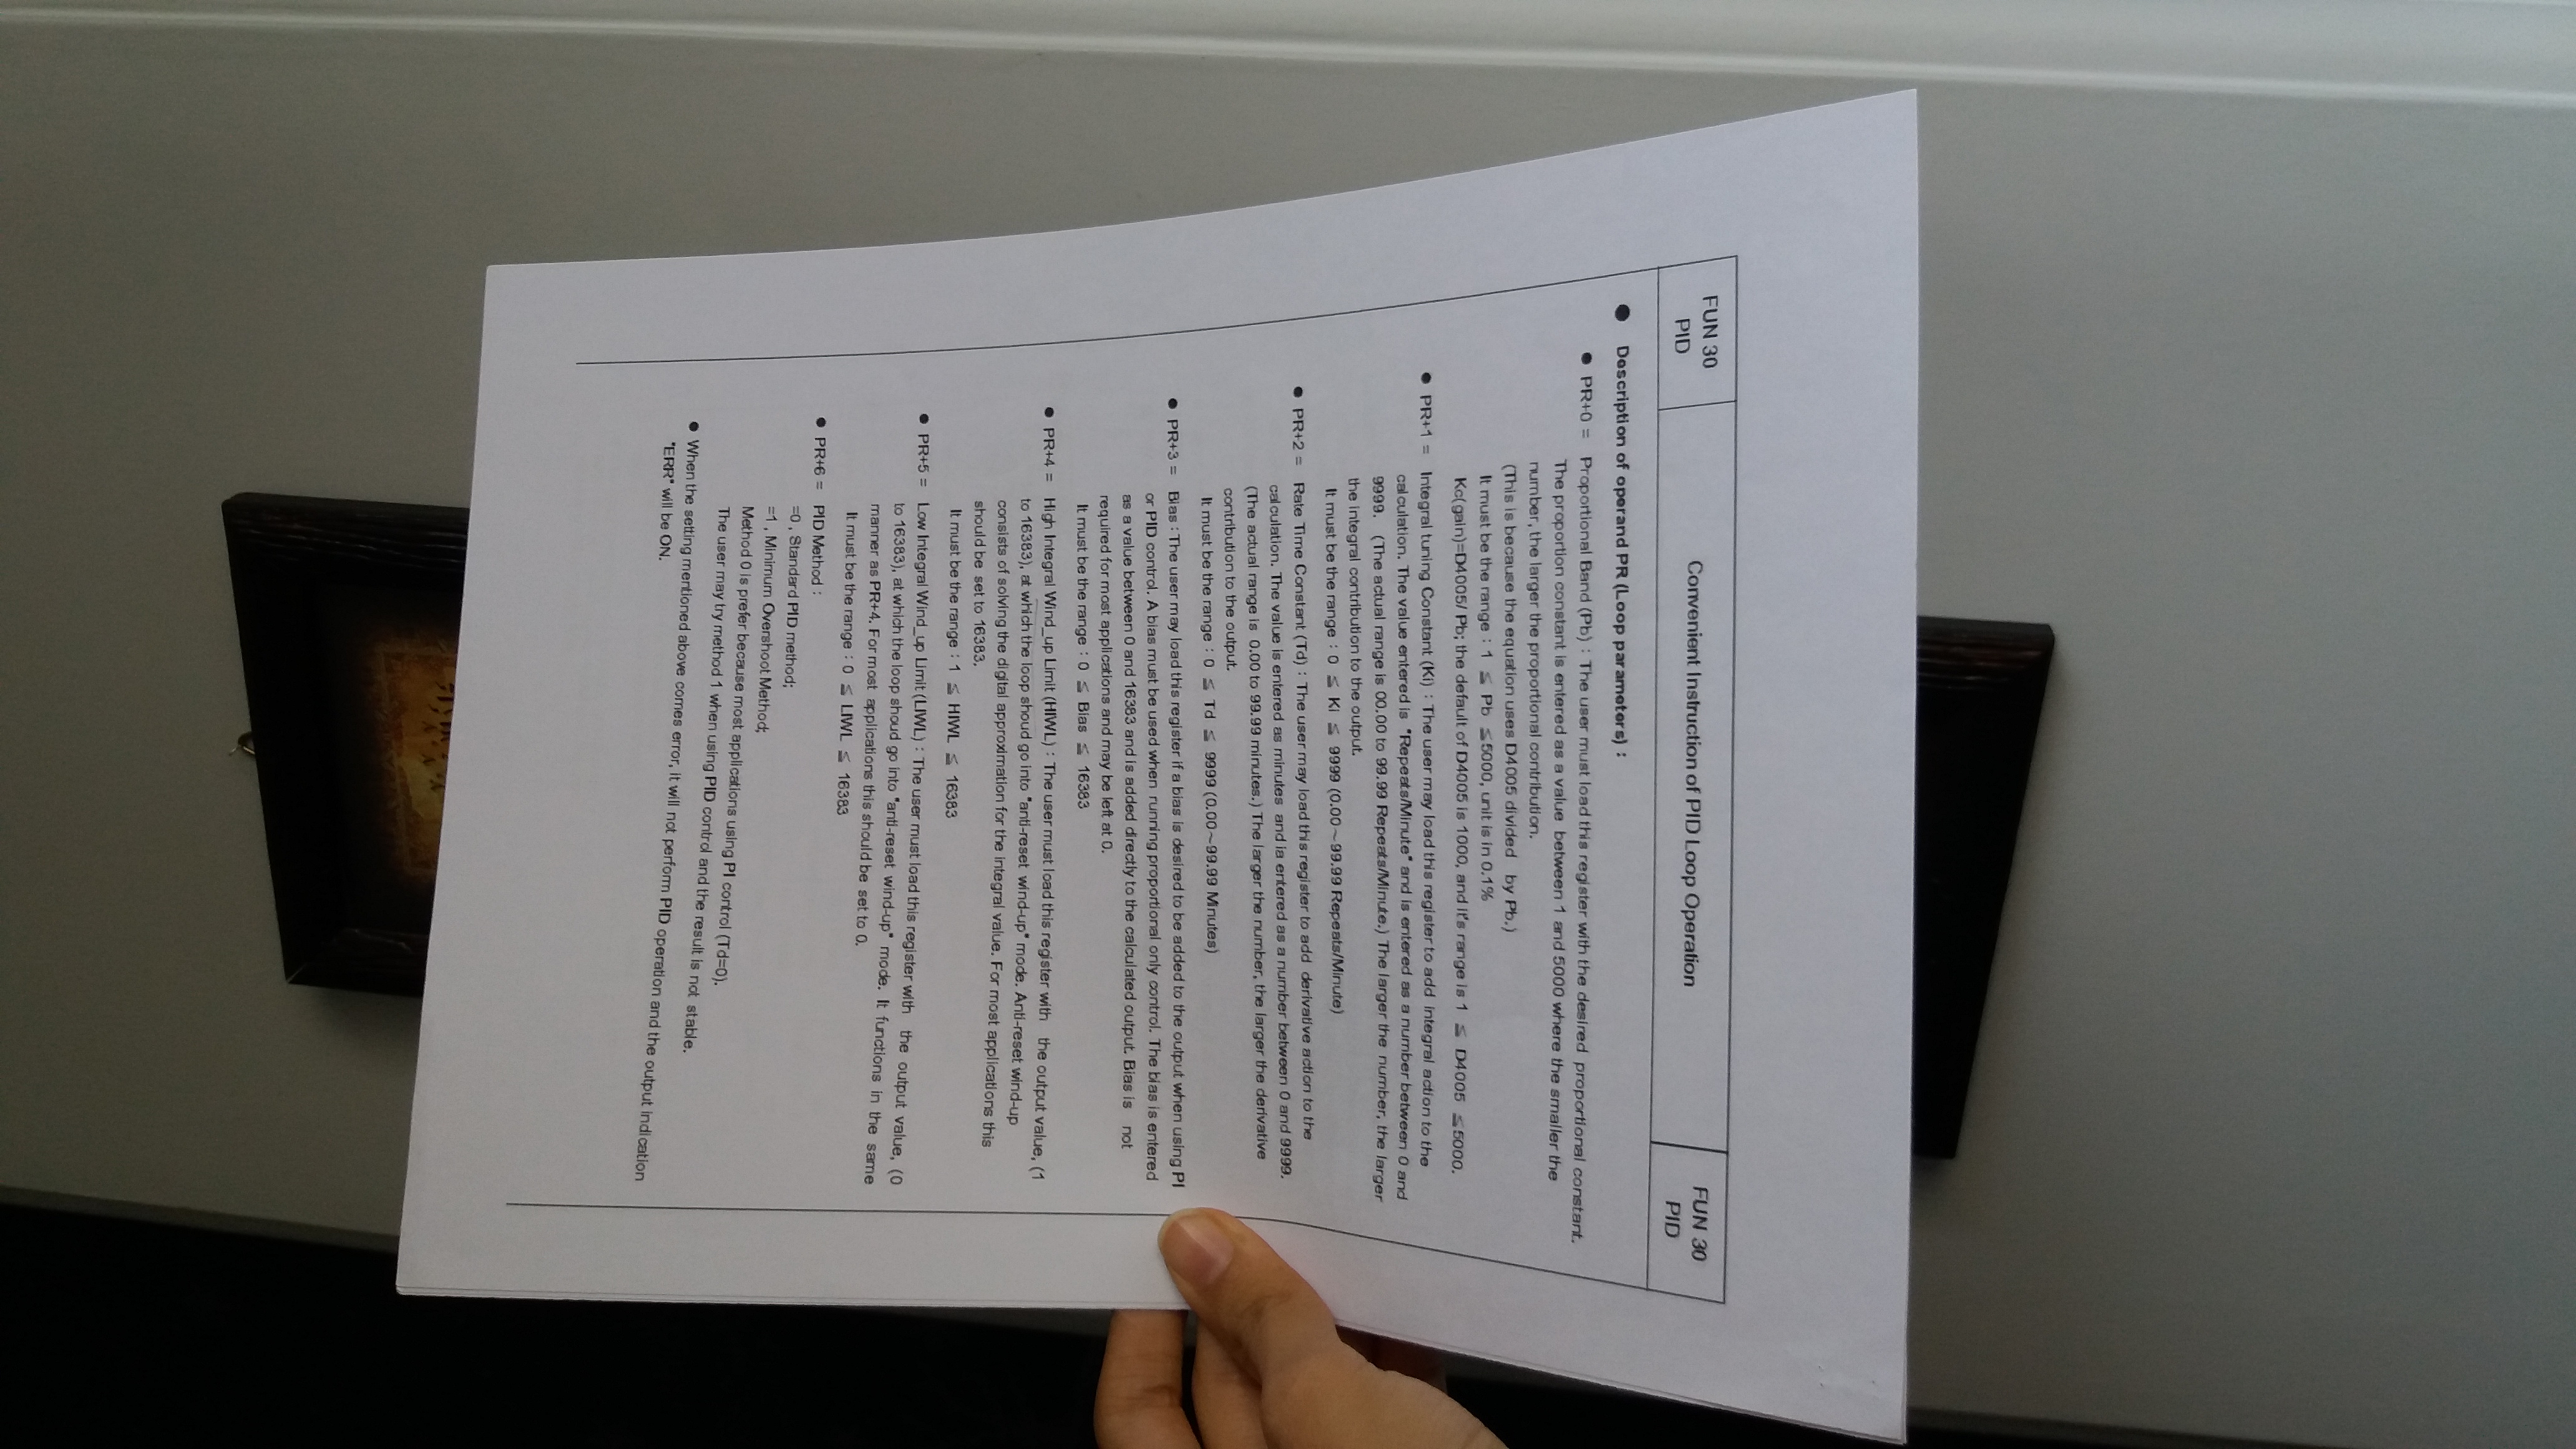 FUN 30
PID
Convenient Instruction of PID Loop Operation
FUN 30
PID
● Description of operand PR (Loop parameters) :
● PR+0 = Proportional Band (Pb) : The user must load this register with the desired proportional constant.
The proportion constant is entered as a value between 1 and 5000 where the smaller the
number, the larger the proportional contribution.
(This is because the equation uses D4005 divided by Pb.)
It must be the range : 1 ≦ Pb ≦5000, unit is in 0.1%
Kc(gain)=D4005/ Pb; the default of D4005 is 1000, and it's range is 1 ≦ D4005 ≦5000.
● PR+1 = Integral tuning Constant (Ki) : The user may load this register to add integral action to the
calculation. The value entered is "Repeats/Minute" and is entered as a number between 0 and
9999. (The actual range is 00.00 to 99.99 Repeats/Minute.) The larger the number, the larger
the integral contribution to the output.
It must be the range : 0 ≦ Ki ≦ 9999 (0.00~99.99 Repeats/Minute)
● PR+2 = Rate Time Constant (Td) : The user may load this register to add derivative action to the
calculation. The value is entered as minutes and ia entered as a number between 0 and 9999.
(The actual range is 0.00 to 99.99 minutes.) The larger the number, the larger the derivative
contribution to the output.
It must be the range : 0 ≦ Td ≦ 9999 (0.00~99.99 Minutes)
● PR+3 = Bias : The user may load this register if a bias is desired to be added to the output when using PI
or PID control. A bias must be used when running proportional only control. The bias is entered
as a value between 0 and 16383 and is added directly to the calculated output. Bias is not
required for most applications and may be left at 0.
It must be the range : 0 ≦ Bias ≦ 16383
● PR+4 = High Integral Wind_up Limit (HIWL) : The user must load this register with the output value, (1
to 16383), at which the loop shoud go into "anti-reset wind-up" mode. Anti-reset wind-up
consists of solving the digital approximation for the integral value. For most applications this
should be set to 16383.
It must be the range : 1 ≦ HIWL ≦ 16383
● PR+5 = Low Integral Wind_up Limit (LIWL) : The user must load this register with the output value, (0
to 16383), at which the loop shoud go into "anti-reset wind-up" mode. It functions in the same
manner as PR+4. For most applications this should be set to 0.
It must be the range : 0 ≦ LIWL ≦ 16383
● PR+6 = PID Method :
=0 , Standard PID method;
=1 , Minimum Overshoot Method;
Method 0 is prefer because most applications using PI control (Td=0).
The user may try method 1 when using PID control and the result is not stable.
● When the setting mentioned above comes error, it will not perform PID operation and the output indication
"ERR" will be ON.